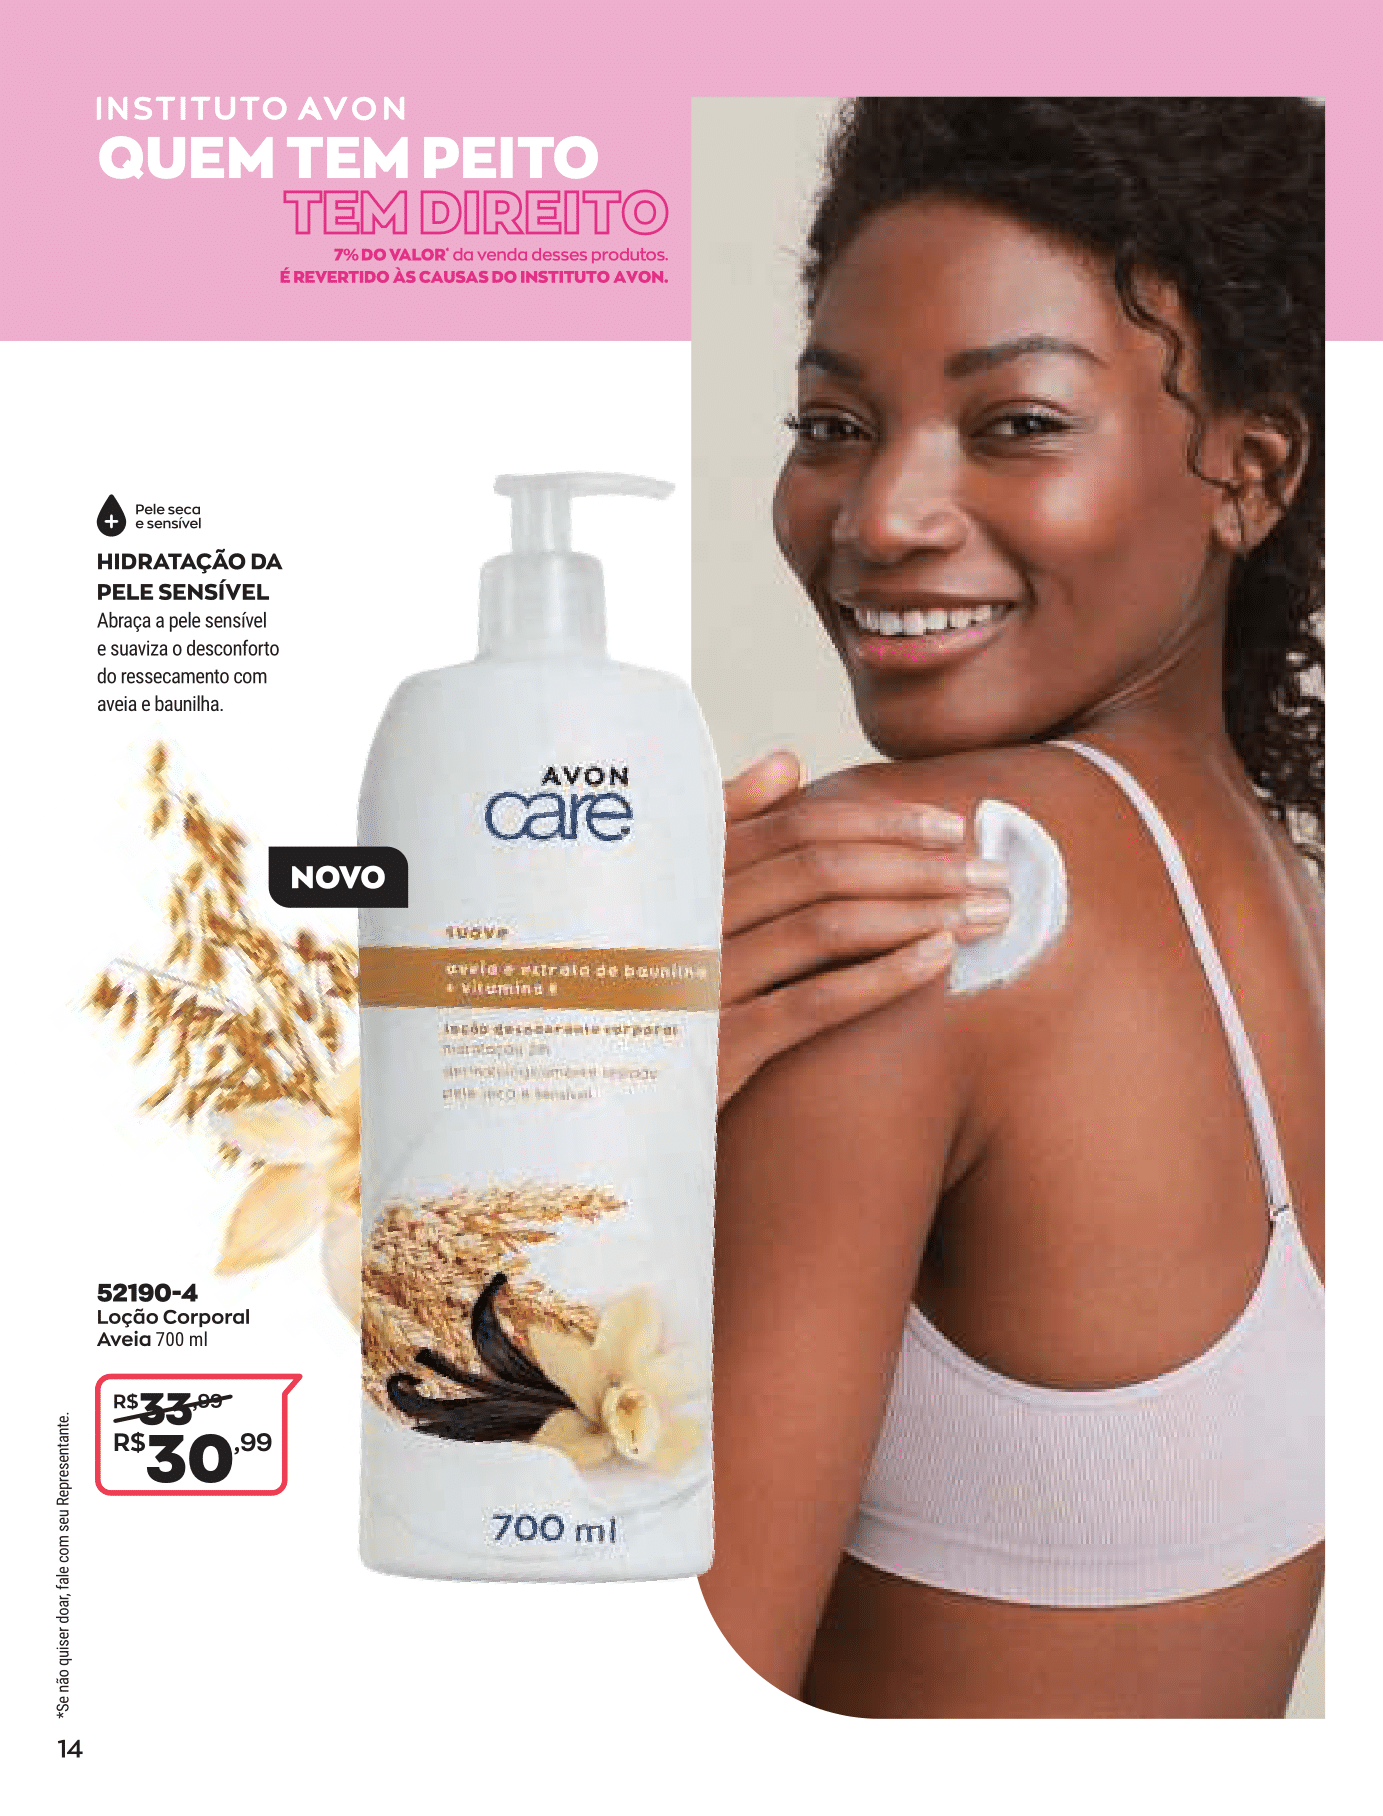 INSTITUTO AVON
QUEM TEM PEITO
TEM DIREITO
7% DO VALOR* da venda desses produtos.
É REVERTIDO ÀS CAUSAS DO INSTITUTO AVON.
Pele seca
e sensível
HIDRATAÇÃO DA
PELE SENSÍVEL
Abraça a pele sensível
e suaviza o desconforto
do ressecamento com
aveia e baunilha.
NOVO
AVON
care
suave
aveia e extrato de baunilha
+ vitamina e
loção desodorante corporal
pele seca e sensível
700 ml
52190-4
Loção Corporal
Aveia 700 ml
R$33,99
R$30,99
*Se não quiser doar, fale com seu Representante.
14